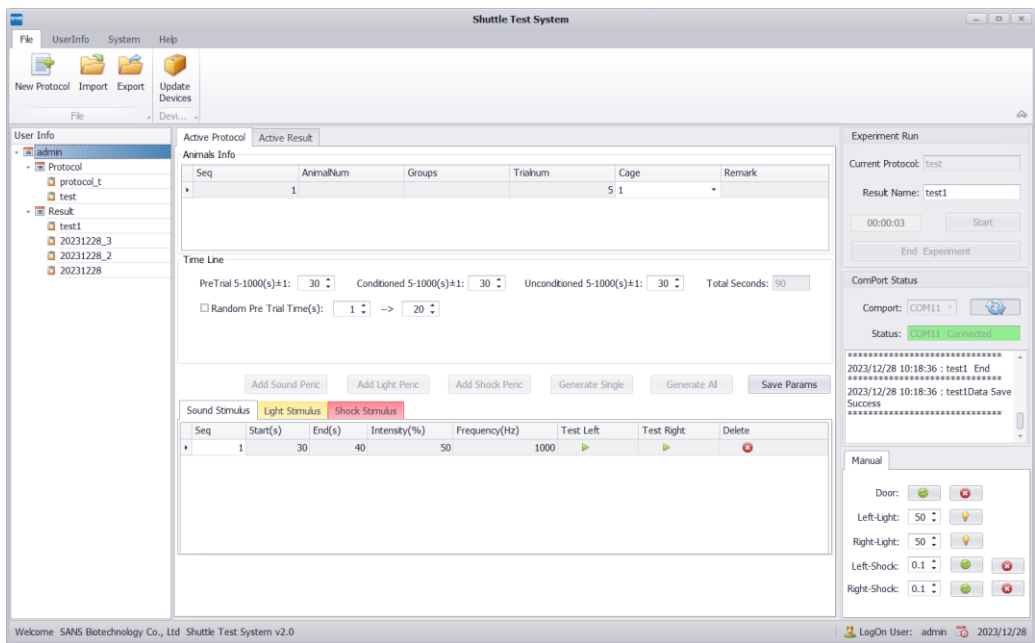 SANS
Shuttle Test System
File UserInfo System Help
New Protocol Import Export Update Devices
File Devi...
User Info
admin
Protocol
protocol_t
test
Result
test1
20231228_3
20231228_2
20231228
Active Protocol Active Result
Animals Info
Seq AnimalNum Groups Trialnum Cage Remark
1 5 1
Time Line
PreTrial 5-1000(s)±1: 30 Conditioned 5-1000(s)±1: 30 Unconditioned 5-1000(s)±1: 30 Total Seconds: 90
Random Pre Trial Time(s): 1 --> 20
Add Sound Peric Add Light Peric Add Shock Peric Generate Single Generate All Save Params
Sound Stimulus Light Stimulus Shock Stimulus
Seq Start(s) End(s) Intensity(%) Frequency(Hz) Test Left Test Right Delete
1 30 40 50 1000
Experiment Run
Current Protocol: test
Result Name: test1
00:00:03 Start
End Experiment
ComPort Status
Comport: COM11
Status: COM11 Connected
*******************************
2023/12/28 10:18:36 : test1 End
*******************************
2023/12/28 10:18:36 : test1Data Save
Success
*******************************
Manual
Door:
Left-Light: 50
Right-Light: 50
Left-Shock: 0.1
Right-Shock: 0.1
Welcome SANS Biotechnology Co., Ltd Shuttle Test System v2.0 LogOn User: admin 2023/12/28